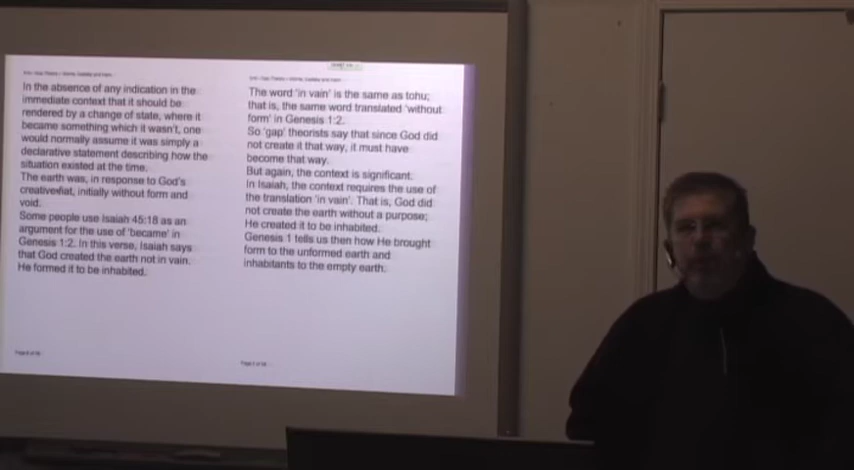 In the absence of any indication in the
immediate context that it should be
rendered by a change of state, where it
became something which it wasn't, one
would normally assume it was simply a
declarative statement describing how the
situation existed at the time.
The earth was, in response to God's
creative fiat, initially without form and
void.
Some people use Isaiah 45:18 as an
argument for the use of 'became' in
Genesis 1:2. In this verse, Isaiah says
that God created the earth not in vain.
He formed it to be inhabited.
The word 'in vain' is the same as tohu;
that is, the same word translated 'without
form' in Genesis 1:2.
So 'gap' theorists say that since God did
not create it that way, it must have
become that way.
But again, the context is significant.
In Isaiah, the context requires the use of
the translation 'in vain'. That is, God did
not create the earth without a purpose;
He created it to be inhabited.
Genesis 1 tells us then how He brought
form to the unformed earth and
inhabitants to the empty earth.